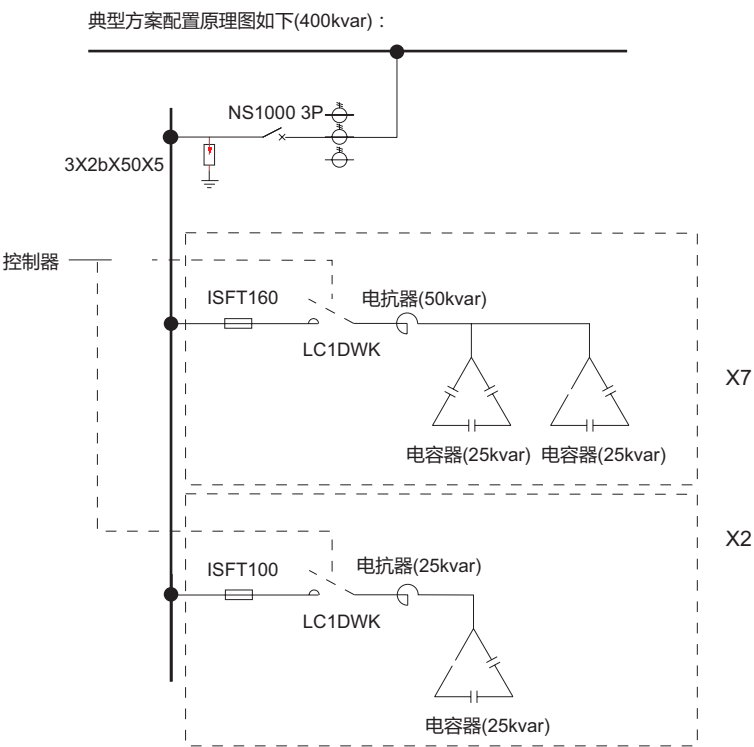 典型方案配置原理图如下(400kvar)：
NS1000 3P
3X2bX50X5
控制器
ISFT160
电抗器(50kvar)
LC1DWK
X7
电容器(25kvar) 电容器(25kvar)
X2
ISFT100
电抗器(25kvar)
LC1DWK
电容器(25kvar)